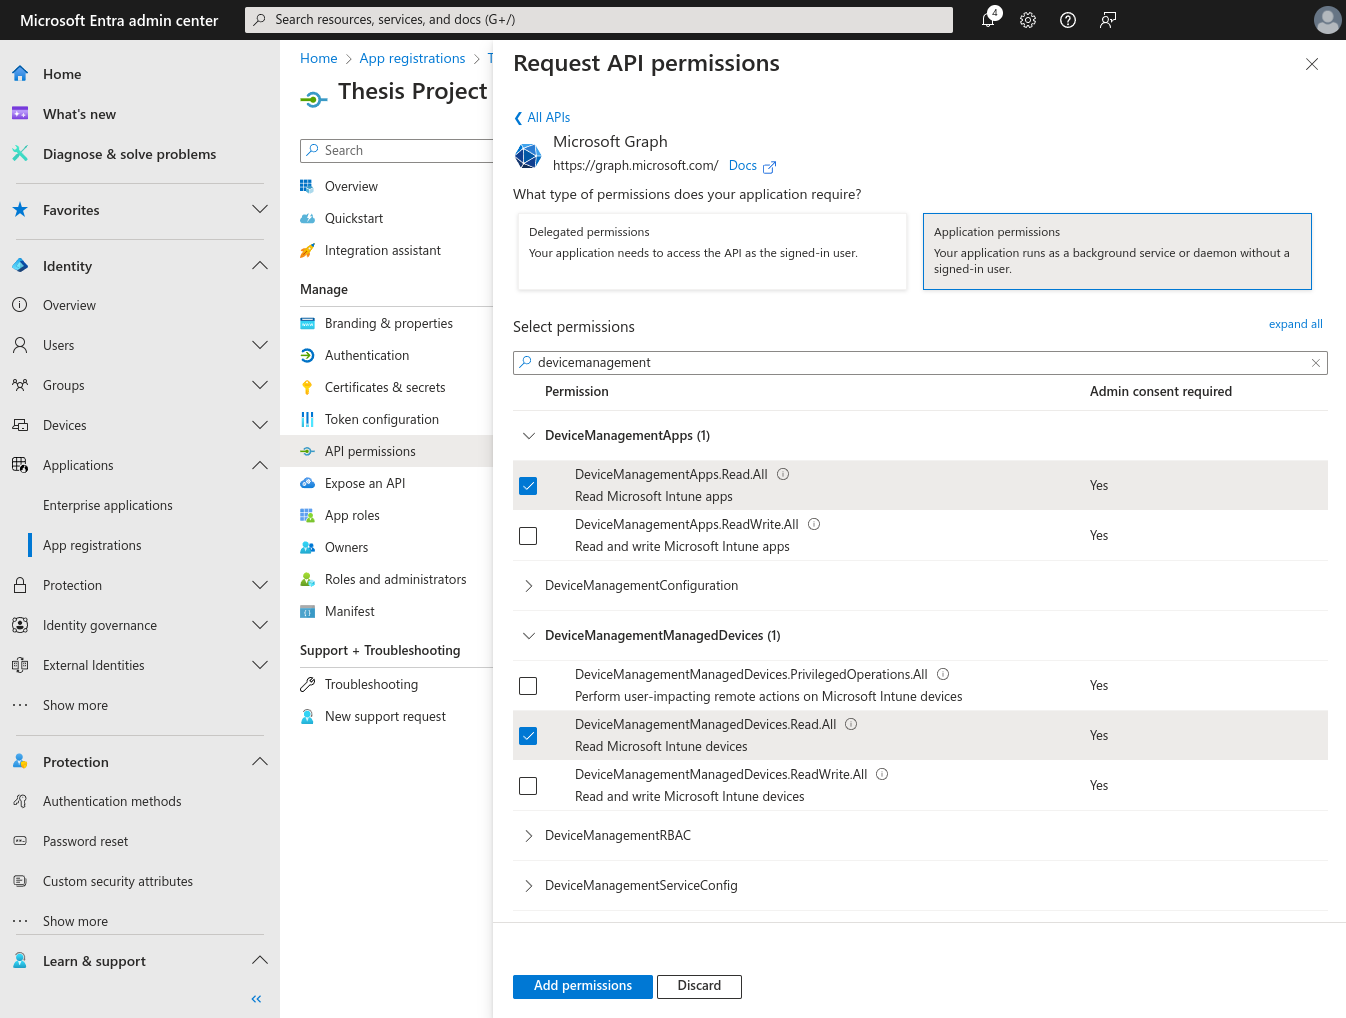 Microsoft Entra admin center
Search resources, services, and docs (G+/)
4
Home
What's new
Diagnose & solve problems
Favorites
Identity
Overview
Users
Groups
Devices
Applications
Enterprise applications
App registrations
Protection
Identity governance
External Identities
Show more
Protection
Authentication methods
Password reset
Custom security attributes
Show more
Learn & support
Home > App registrations > T
Thesis Project
Search
Overview
Quickstart
Integration assistant
Manage
Branding & properties
Authentication
Certificates & secrets
Token configuration
API permissions
Expose an API
App roles
Owners
Roles and administrators
Manifest
Support + Troubleshooting
Troubleshooting
New support request
Request API permissions
All APIs
Microsoft Graph
https://graph.microsoft.com/ Docs
What type of permissions does your application require?
Delegated permissions
Your application needs to access the API as the signed-in user.
Application permissions
Your application runs as a background service or daemon without a
signed-in user.
Select permissions
expand all
devicemanagement
Permission Admin consent required
DeviceManagementApps (1)
DeviceManagementApps.Read.All
Read Microsoft Intune apps
Yes
DeviceManagementApps.ReadWrite.All
Read and write Microsoft Intune apps
Yes
DeviceManagementConfiguration
DeviceManagementManagedDevices (1)
DeviceManagementManagedDevices.PrivilegedOperations.All
Perform user-impacting remote actions on Microsoft Intune devices
Yes
DeviceManagementManagedDevices.Read.All
Read Microsoft Intune devices
Yes
DeviceManagementManagedDevices.ReadWrite.All
Read and write Microsoft Intune devices
Yes
DeviceManagementRBAC
DeviceManagementServiceConfig
Add permissions
Discard